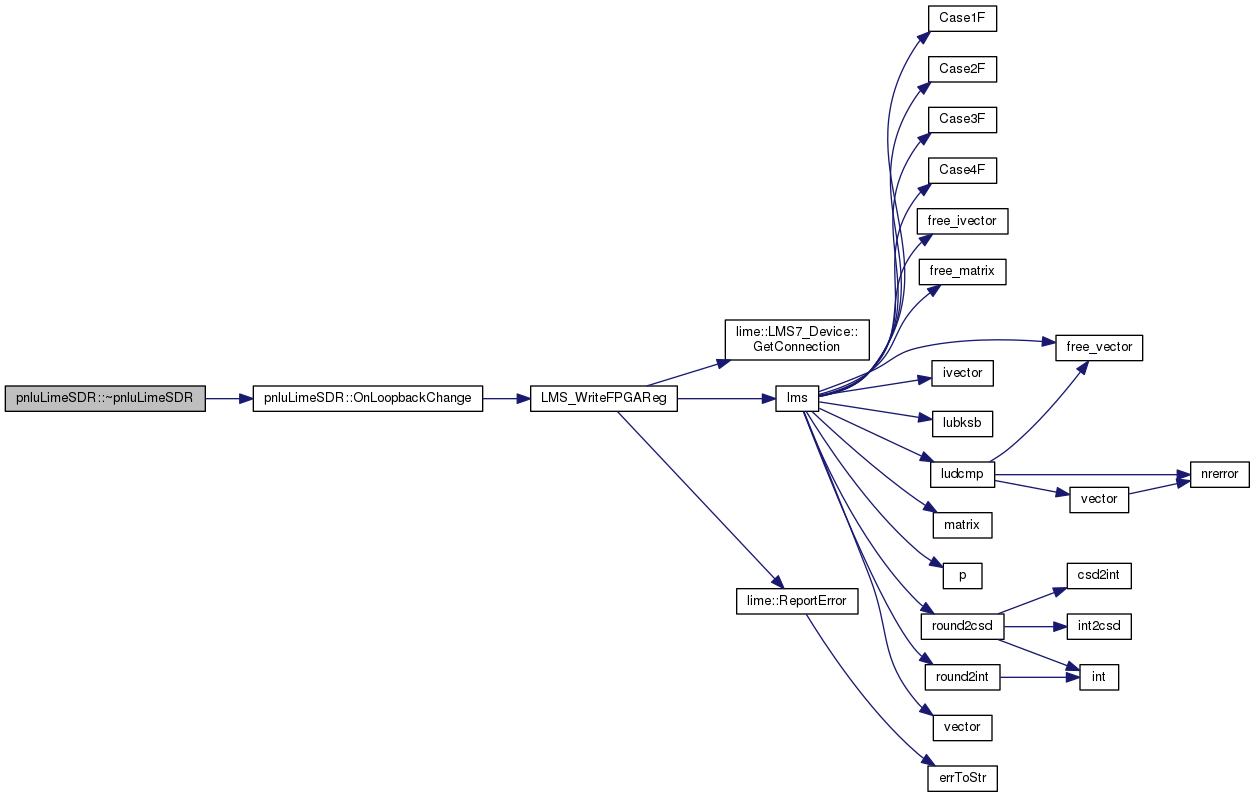 Case1F
Case2F
Case3F
Case4F
free_ivector
free_matrix
lime::LMS7_Device::
GetConnection
free_vector
ivector
pnluLimeSDR::~pnluLimeSDR
pnluLimeSDR::OnLoopbackChange
LMS_WriteFPGAReg
lms
lubksb
ludcmp
nrerror
vector
matrix
p
csd2int
lime::ReportError
round2csd
int2csd
round2int
int
vector
errToStr